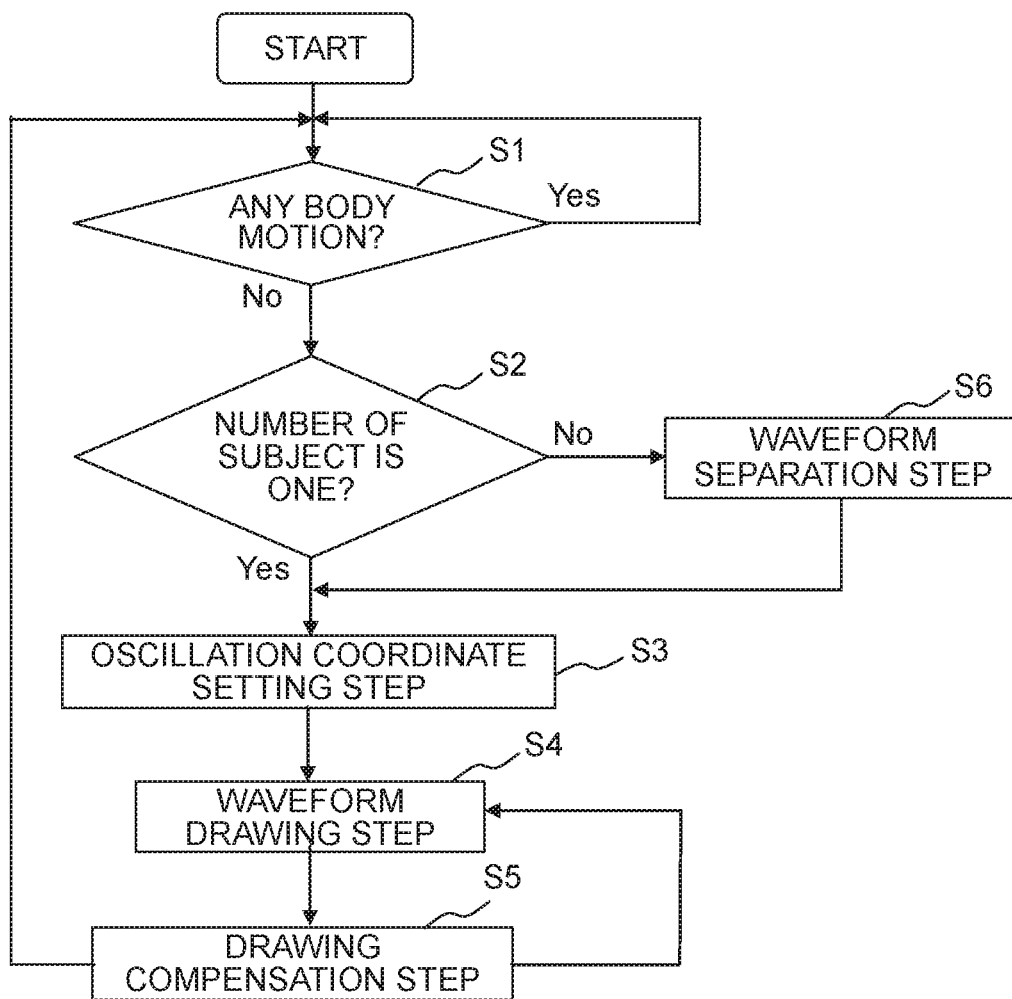 START
S1
ANY BODY
MOTION?
Yes
No
S2
NUMBER OF
SUBJECT IS
ONE?
No
S6
WAVEFORM
SEPARATION STEP
Yes
OSCILLATION COORDINATE
SETTING STEP
S3
S4
WAVEFORM
DRAWING STEP
S5
DRAWING
COMPENSATION STEP